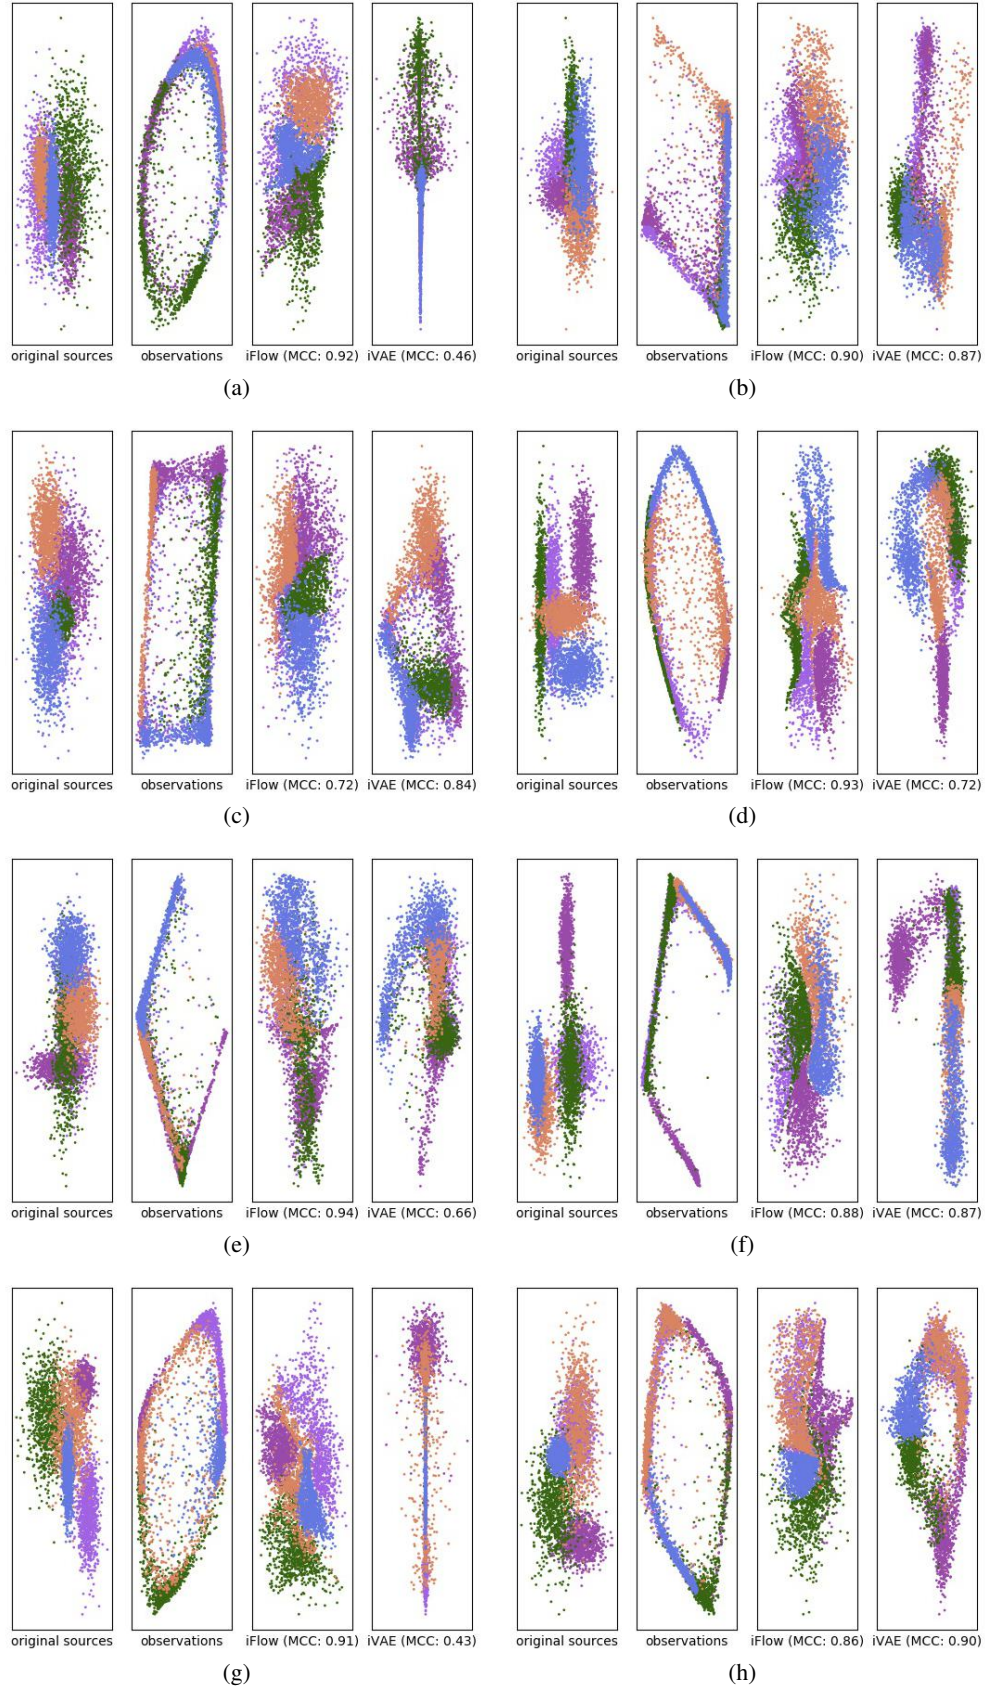 original sources observations iFlow (MCC: 0.92) iVAE (MCC: 0.46)
(a)
original sources observations iFlow (MCC: 0.90) iVAE (MCC: 0.87)
(b)
original sources observations iFlow (MCC: 0.72) iVAE (MCC: 0.84)
(c)
original sources observations iFlow (MCC: 0.93) iVAE (MCC: 0.72)
(d)
original sources observations iFlow (MCC: 0.94) iVAE (MCC: 0.66)
(e)
original sources observations iFlow (MCC: 0.88) iVAE (MCC: 0.87)
(f)
original sources observations iFlow (MCC: 0.91) iVAE (MCC: 0.43)
(g)
original sources observations iFlow (MCC: 0.86) iVAE (MCC: 0.90)
(h)